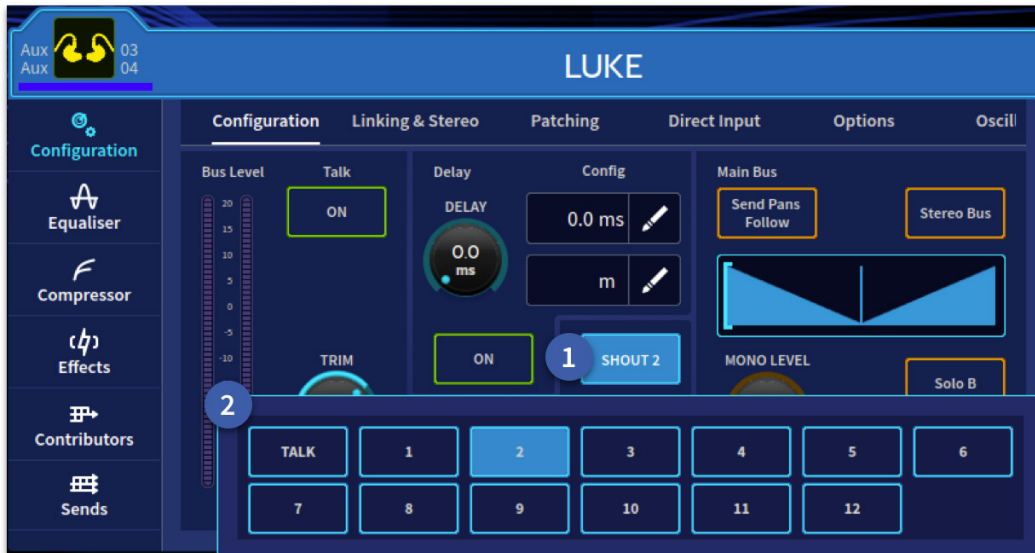 Aux 03
Aux 04
LUKE
Configuration
Equaliser
Compressor
Effects
Contributors
Sends
Configuration Linking & Stereo Patching Direct Input Options Oscill
Bus Level Talk Delay Config Main Bus
20
15
10
5
0
-5
-10
ON
DELAY
0.0
ms
0.0 ms
m
Send Pans
Follow
Stereo Bus
TRIM
ON
1
SHOUT 2
MONO LEVEL
Solo B
2
TALK 1 2 3 4 5 6
7 8 9 10 11 12